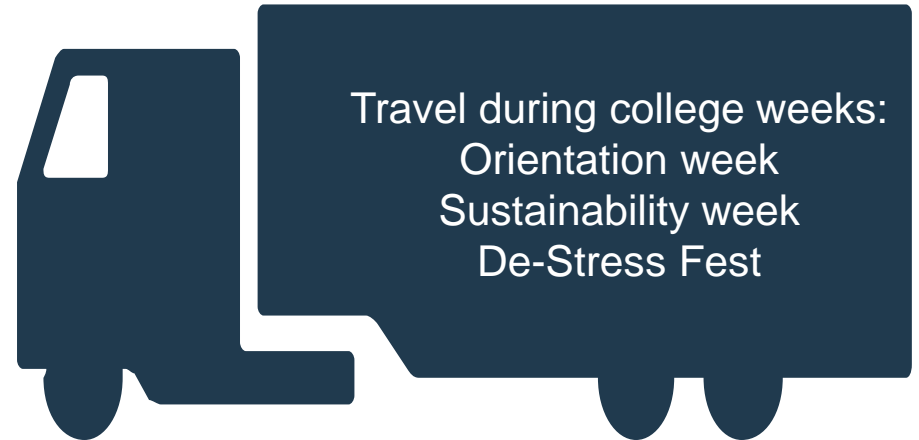 Travel during college weeks:
Orientation week
Sustainability week
De-Stress Fest